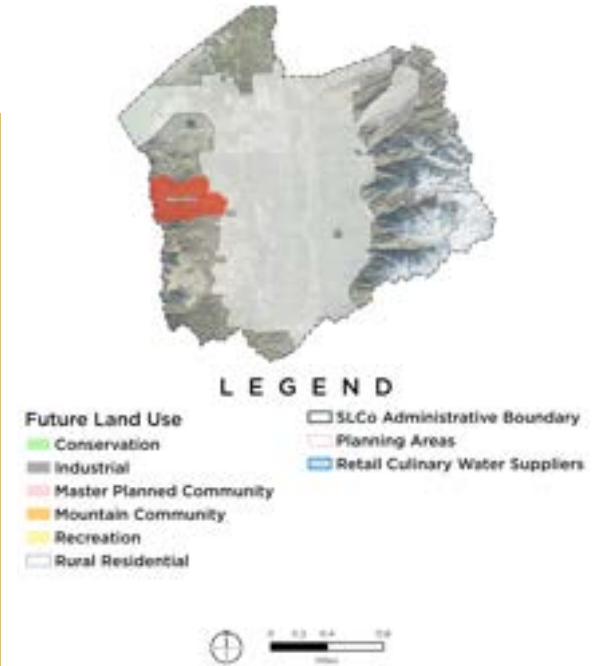 LEGEND
Future Land Use
Conservation
Industrial
Master Planned Community
Mountain Community
Recreation
Rural Residential
SLCo Administrative Boundary
Planning Areas
Retail Culinary Water Suppliers
Miles